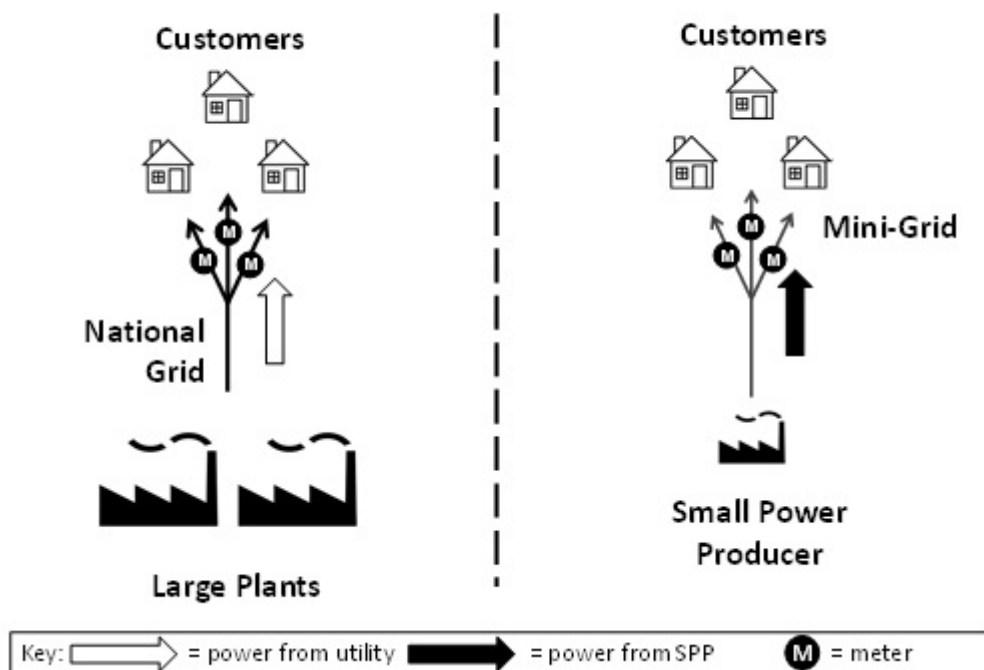 Customers
M
M
M
National
Grid
Large Plants
Customers
Mini-Grid
M
M
M
Small Power
Producer
Key: = power from utility = power from SPP M = meter